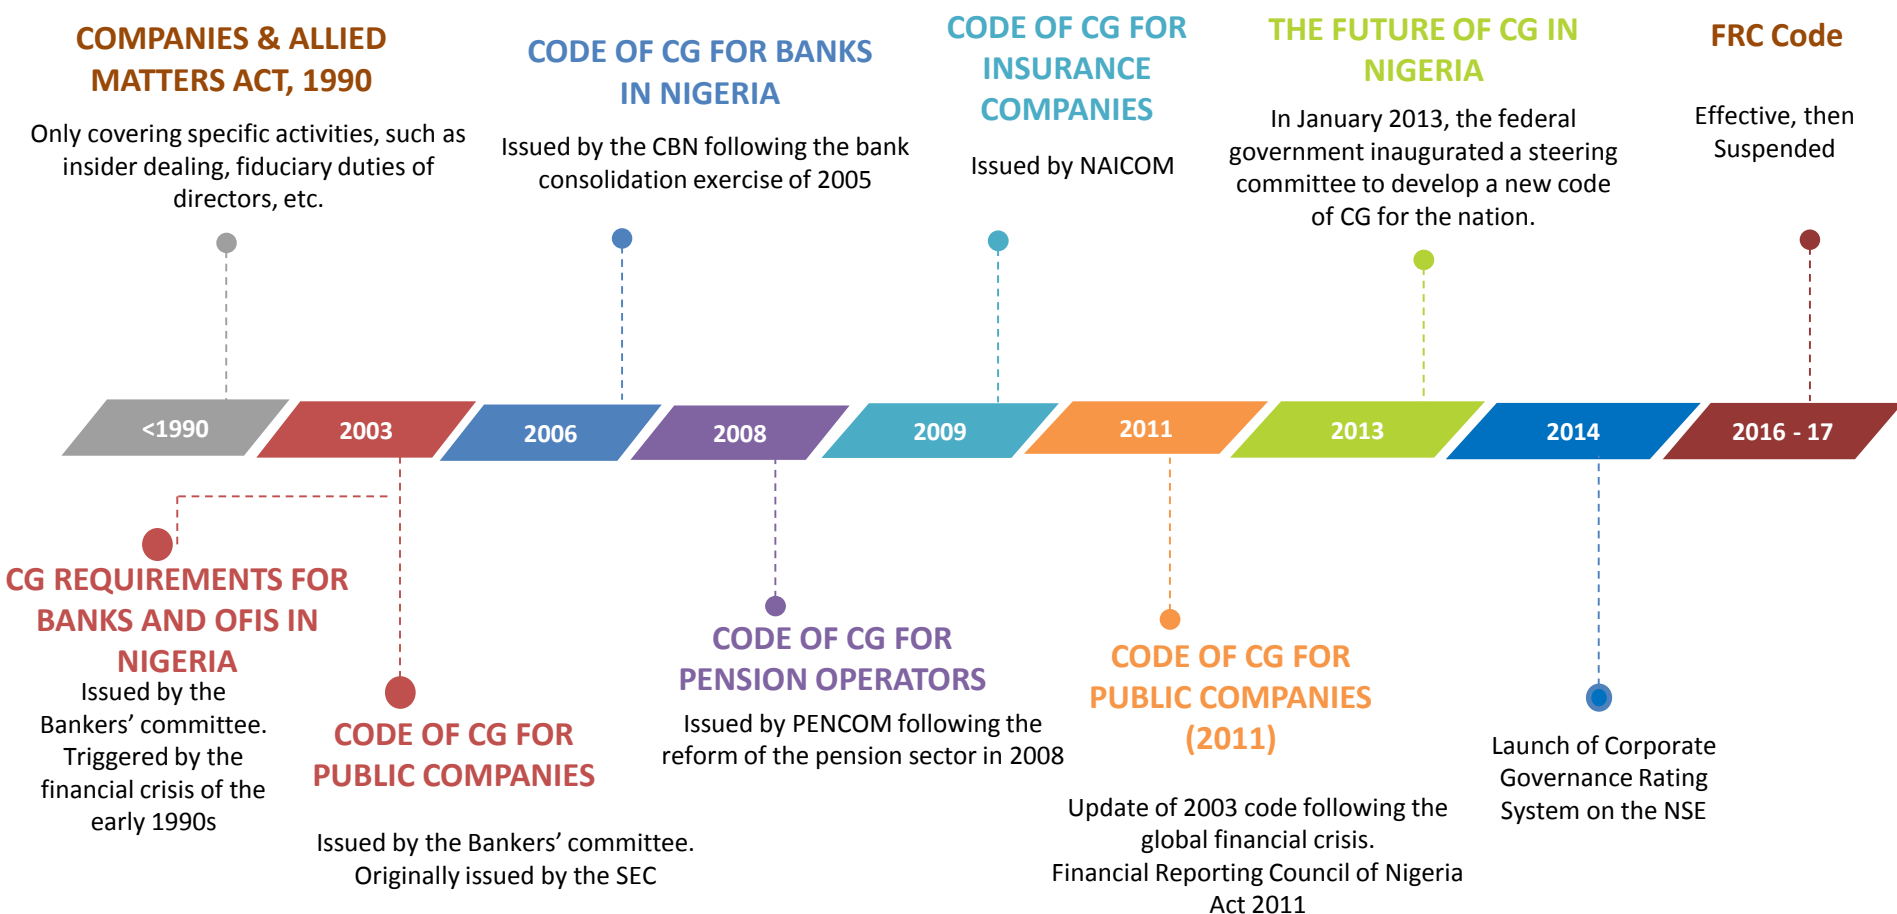 COMPANIES & ALLIED
MATTERS ACT, 1990
Only covering specific activities, such as
insider dealing, fiduciary duties of
directors, etc.
CODE OF CG FOR BANKS
IN NIGERIA
Issued by the CBN following the bank
consolidation exercise of 2005
CODE OF CG FOR
INSURANCE
COMPANIES
Issued by NAICOM
THE FUTURE OF CG IN
NIGERIA
In January 2013, the federal
government inaugurated a steering
committee to develop a new code
of CG for the nation.
FRC Code
Effective, then
Suspended
<1990
2003
2006
2008
2009
2011
2013
2014
2016 - 17
CG REQUIREMENTS FOR
BANKS AND OFIS IN
NIGERIA
Issued by the
Bankers’ committee.
Triggered by the
financial crisis of the
early 1990s
CODE OF CG FOR
PUBLIC COMPANIES
Issued by the Bankers’ committee.
Originally issued by the SEC
CODE OF CG FOR
PENSION OPERATORS
Issued by PENCOM following the
reform of the pension sector in 2008
CODE OF CG FOR
PUBLIC COMPANIES
(2011)
Update of 2003 code following the
global financial crisis.
Financial Reporting Council of Nigeria
Act 2011
Launch of Corporate
Governance Rating
System on the NSE